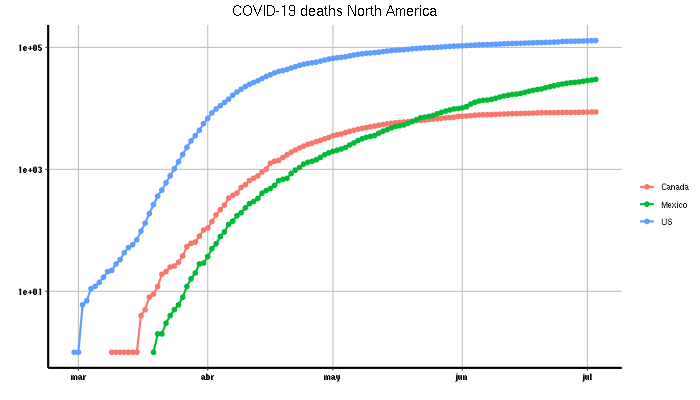 COVID-19 deaths North America
1e+05
1e+03
1e+01
mar abr may jun jul
Canada
Mexico
US